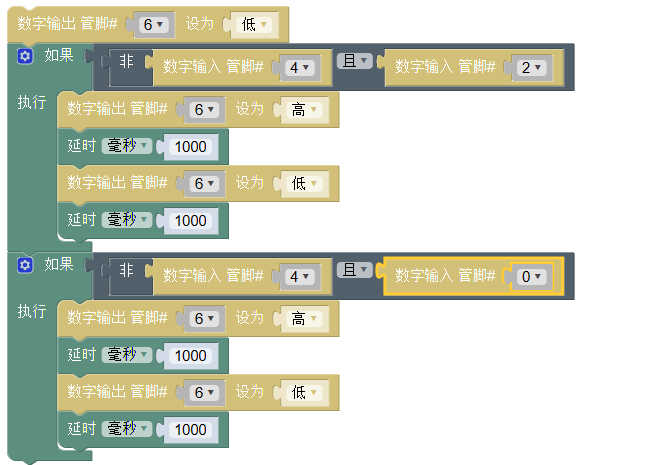 数字输出 管脚# 6 设为 低
如果 非 数字输入 管脚# 4 且 数字输入 管脚# 2
执行 数字输出 管脚# 6 设为 高
延时 毫秒 1000
数字输出 管脚# 6 设为 低
延时 毫秒 1000
如果 非 数字输入 管脚# 4 且 数字输入 管脚# 0
执行 数字输出 管脚# 6 设为 高
延时 毫秒 1000
数字输出 管脚# 6 设为 低
延时 毫秒 1000